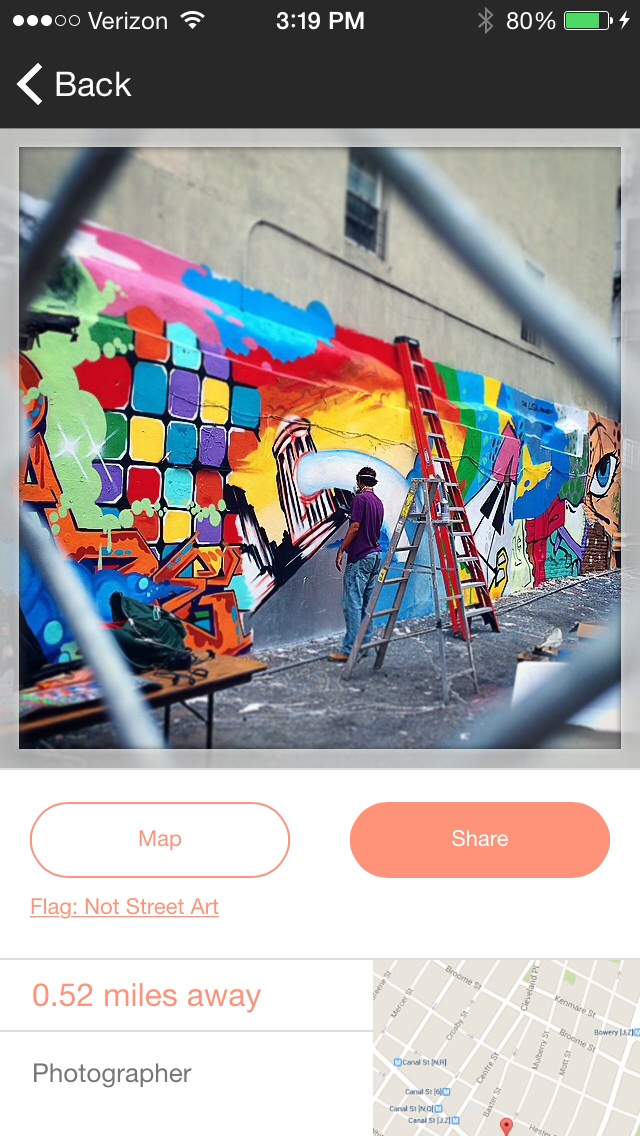 Verizon 3:19 PM 80%
Back
Map Share
Flag: Not Street Art
0.52 miles away
Photographer
Broome St
Cleveland Pl
Mercer St
Kenmare St
Crosby St
Broome St
Bowery [J,Z]
Mulberry St
Mott St
Centre St
Canal St [N,R]
Canal St [6]
Baxter St
Canal St [N,Q]
Canal St [J,Z]